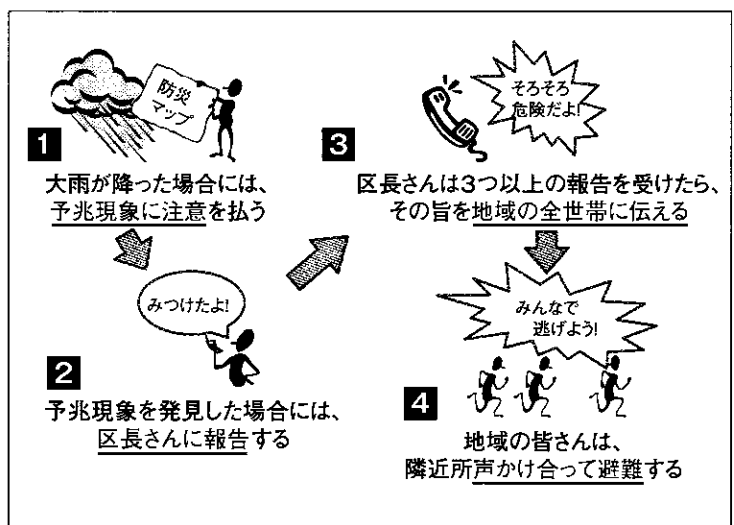 防災
マップ
1
大雨が降った場合には、
予兆現象に注意を払う
みつけたよ!
2
予兆現象を発見した場合には、
区長さんに報告する
そろそろ
危険だよ!
3
区長さんは3つ以上の報告を受けたら、
その旨を地域の全世帯に伝える
みんなで
逃げよう!
4
地域の皆さんは、
隣近所声かけ合って避難する